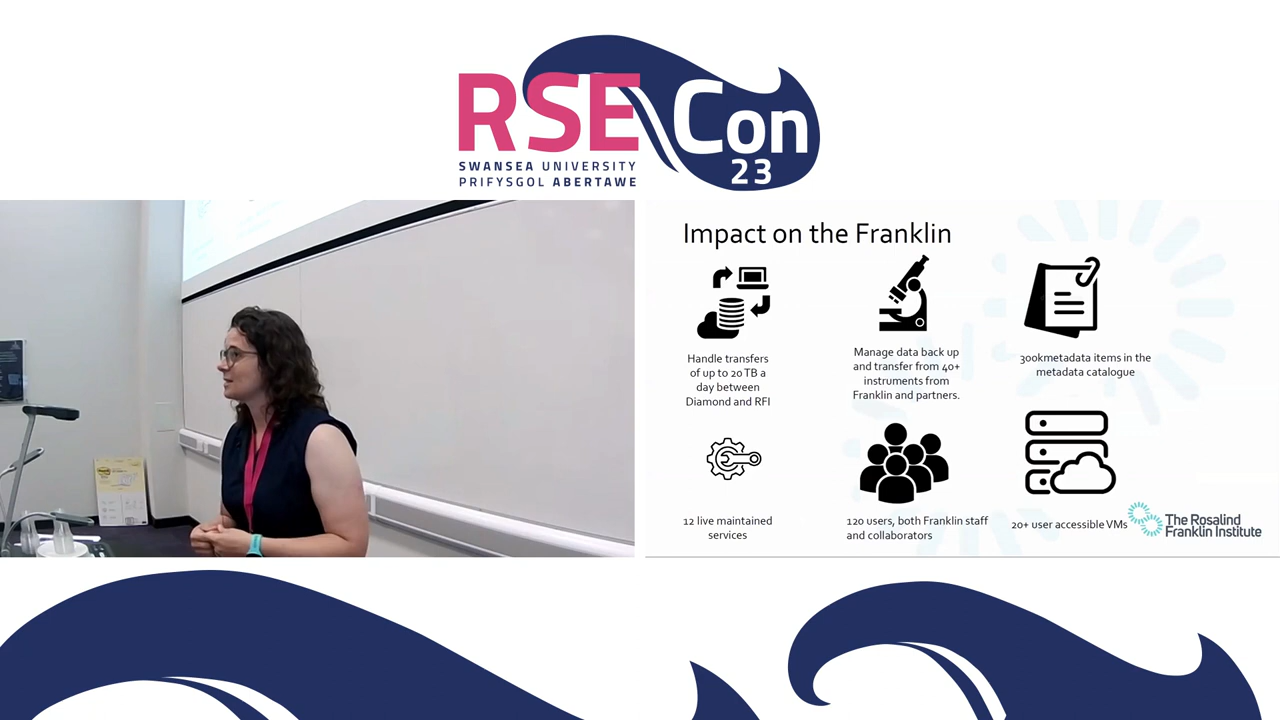 RSE Con
23
SWANSEA UNIVERSITY
PRIFYSGOL ABERTAWE
Impact on the Franklin
Handle transfers
of up to 20 TB a
day between
Diamond and RFI
Manage data back up
and transfer from 40+
instruments from
Franklin and partners.
300kmetadata items in the
metadata catalogue
12 live maintained
services
120 users, both Franklin staff
and collaborators
20+ user accessible VMs
The Rosalind
Franklin Institute